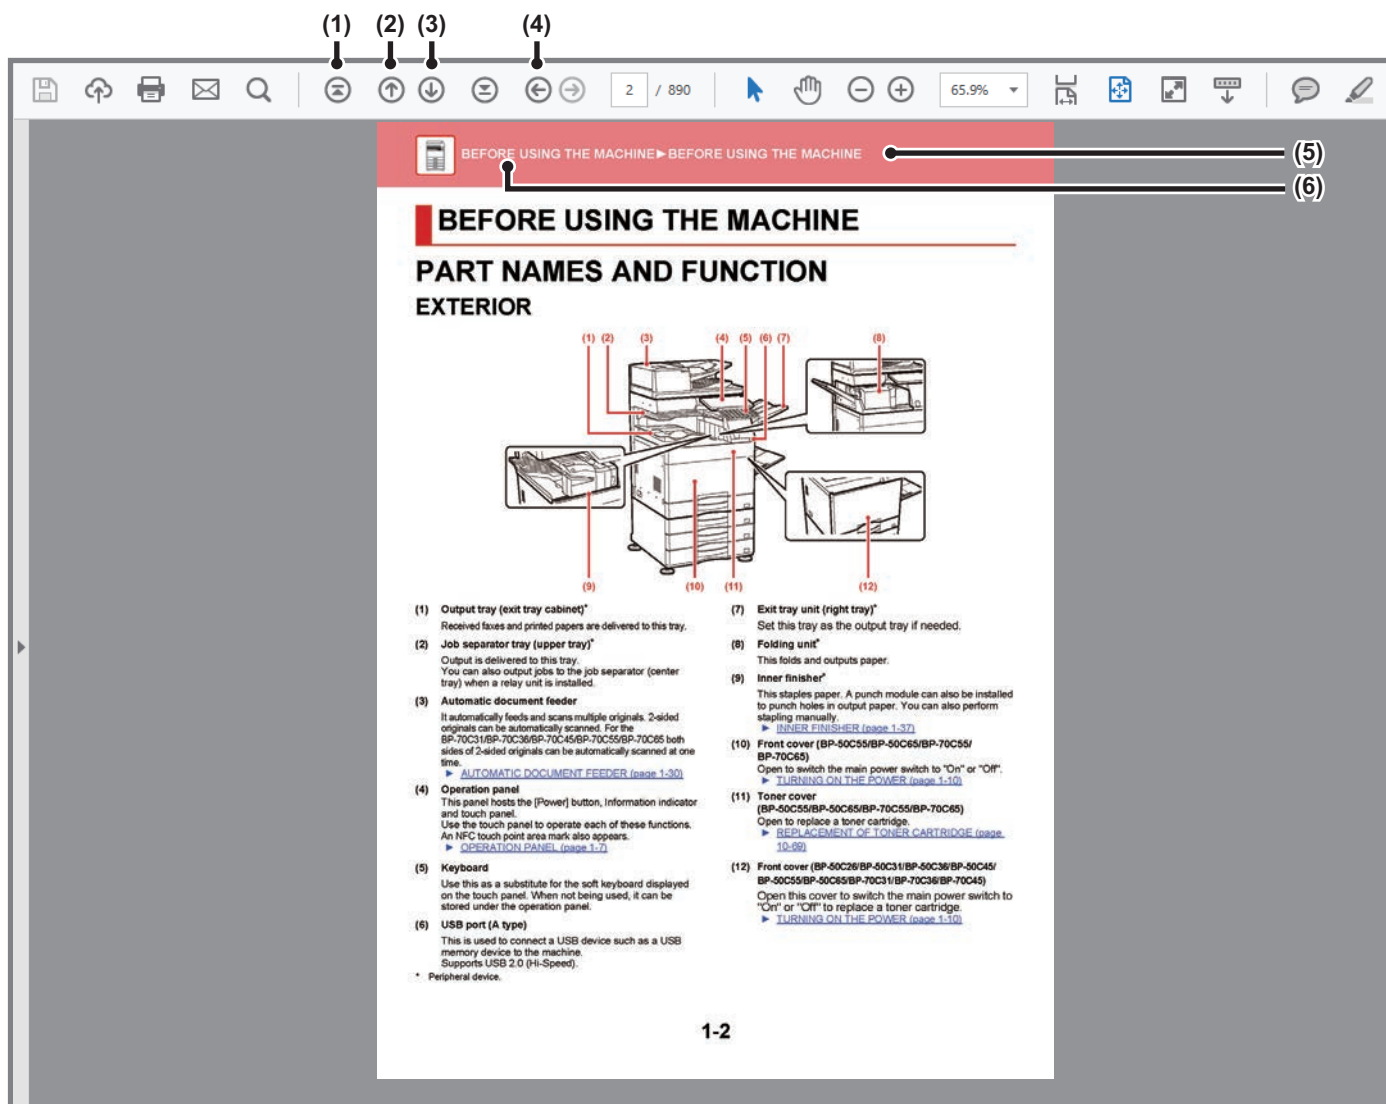 (1) (2) (3) (4)
2 / 890 65.9%
BEFORE USING THE MACHINE►BEFORE USING THE MACHINE
(5)
(6)
BEFORE USING THE MACHINE
PART NAMES AND FUNCTION
EXTERIOR
(1) (2) (3) (4) (5) (6) (7) (8)
(9) (10) (11) (12)
(1) Output tray (exit tray cabinet)*
Received faxes and printed papers are delivered to this tray.
(2) Job separator tray (upper tray)*
Output is delivered to this tray.
You can also output jobs to the job separator (center
tray) when a relay unit is installed.
(3) Automatic document feeder
It automatically feeds and scans multiple originals. 2-sided
originals can be automatically scanned. For the
BP-70C31/BP-70C36/BP-70C45/BP-70C55/BP-70C65 both
sides of 2-sided originals can be automatically scanned at one
time.
► AUTOMATIC DOCUMENT FEEDER (page 1-30)
(4) Operation panel
This panel hosts the [Power] button, Information indicator
and touch panel.
Use the touch panel to operate each of these functions.
An NFC touch point area mark also appears.
► OPERATION PANEL (page 1-7)
(5) Keyboard
Use this as a substitute for the soft keyboard displayed
on the touch panel. When not being used, it can be
stored under the operation panel.
(6) USB port (A type)
This is used to connect a USB device such as a USB
memory device to the machine.
Supports USB 2.0 (Hi-Speed).
* Peripheral device.
(7) Exit tray unit (right tray)*
Set this tray as the output tray if needed.
(8) Folding unit*
This folds and outputs paper.
(9) Inner finisher*
This staples paper. A punch module can also be installed
to punch holes in output paper. You can also perform
stapling manually.
► INNER FINISHER (page 1-37)
(10) Front cover (BP-50C55/BP-50C65/BP-70C55/
BP-70C65)
Open to switch the main power switch to "On" or "Off".
► TURNING ON THE POWER (page 1-10)
(11) Toner cover
(BP-50C55/BP-50C65/BP-70C55/BP-70C65)
Open to replace a toner cartridge.
► REPLACEMENT OF TONER CARTRIDGE (page
10-69)
(12) Front cover (BP-50C26/BP-50C31/BP-50C36/BP-50C45/
BP-50C55/BP-50C65/BP-70C31/BP-70C36/BP-70C45)
Open this cover to switch the main power switch to
"On" or "Off" to replace a toner cartridge.
► TURNING ON THE POWER (page 1-10)
1-2